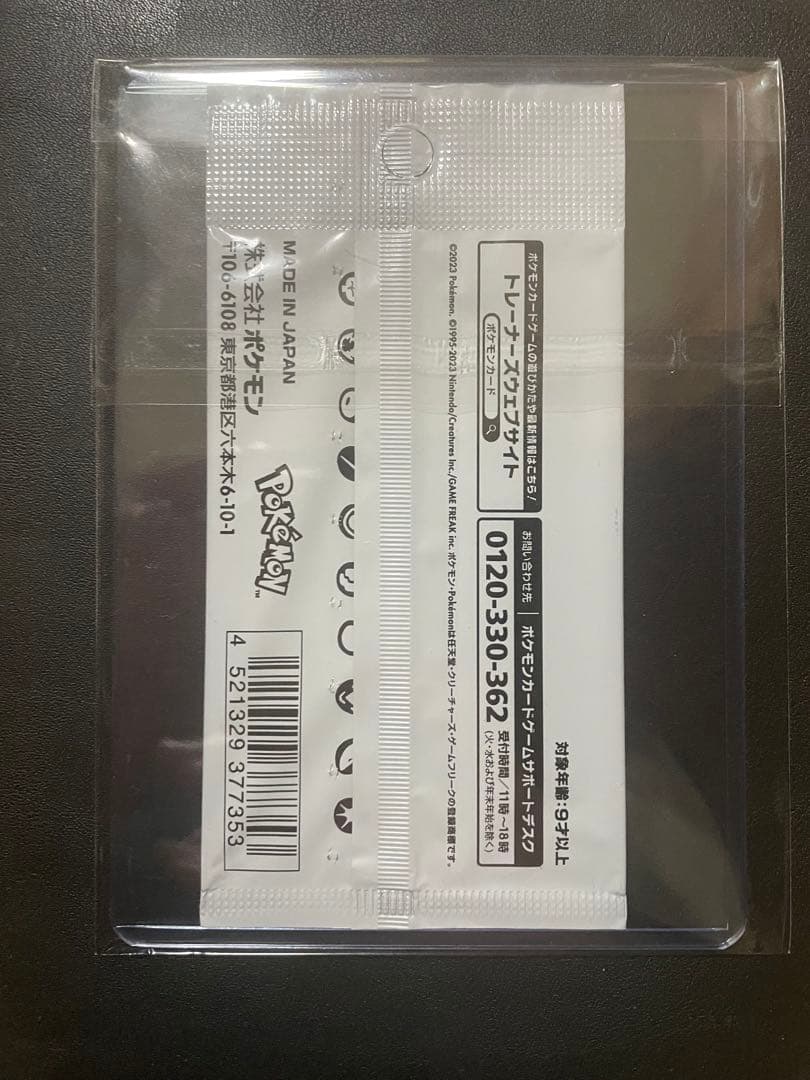 ポケモンカードゲームの遊びかたや最新情報はこちら!
トレーナーズウェブサイト
ポケモンカード
お問い合わせ先
ポケモンカードゲームサポートデスク
0120-330-362
受付時間/11時~18時
(火・水および年末年始を除く)
対象年齢:9才以上
©2023 Pokémon. ©1995-2023 Nintendo/Creatures Inc./GAME FREAK inc. ポケモン・Pokémonは任天堂・クリーチャーズ・ゲームフリークの登録商標です。
MADE IN JAPAN
株式会社 ポケモン
〒106-6108 東京都港区六本木6-10-1
POKéMON™
4 521329 377353